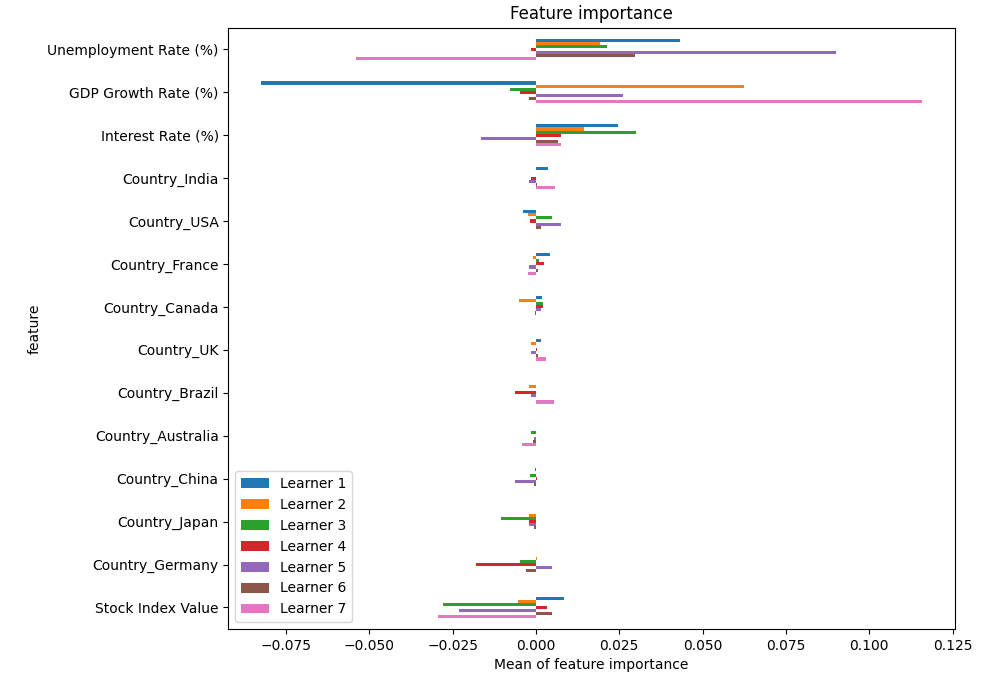 Feature importance
Unemployment Rate (%)
GDP Growth Rate (%)
Interest Rate (%)
Country_India
Country_USA
Country_France
Country_Canada
Country_UK
Country_Brazil
Country_Australia
Country_China
Country_Japan
Country_Germany
Stock Index Value
feature
Learner 1
Learner 2
Learner 3
Learner 4
Learner 5
Learner 6
Learner 7
−0.075 −0.050 −0.025 0.000 0.025 0.050 0.075 0.100 0.125
Mean of feature importance